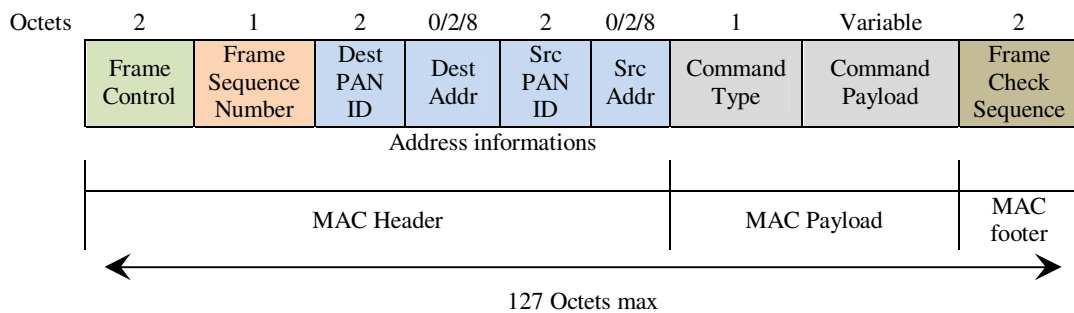 Octets 2 1 2 0/2/8 2 0/2/8 1 Variable 2
Frame Control
Frame Sequence Number
Dest PAN ID
Dest Addr
Src PAN ID
Src Addr
Command Type
Command Payload
Frame Check Sequence
Address informations
MAC Header
MAC Payload
MAC footer
127 Octets max